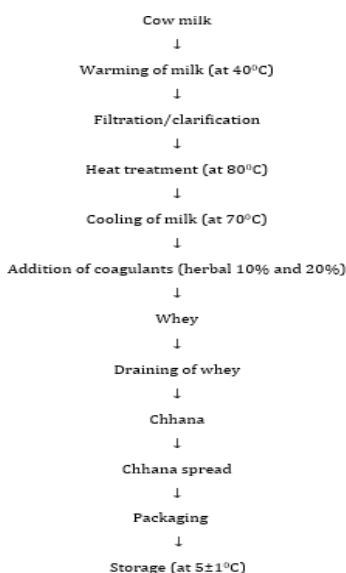 Cow milk
↓
Warming of milk (at 40⁰C)
↓
Filtration/clarification
↓
Heat treatment (at 80⁰C)
↓
Cooling of milk (at 70⁰C)
↓
Addition of coagulants (herbal 10% and 20%)
↓
Whey
↓
Draining of whey
↓
Chhana
↓
Chhana spread
↓
Packaging
↓
Storage (at 5±1⁰C)